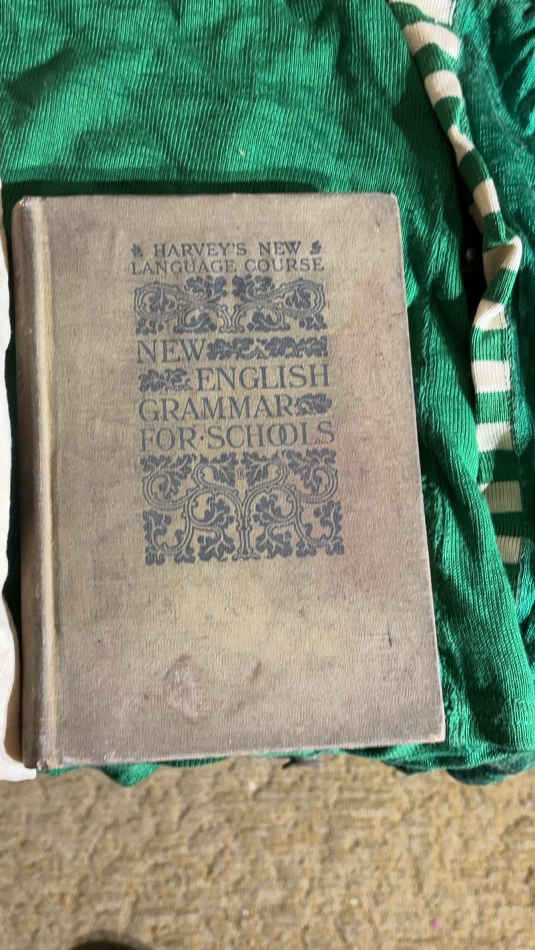 HARVEY'S NEW
LANGUAGE COURSE
NEW
ENGLISH
GRAMMAR
FOR·SCHOOLS